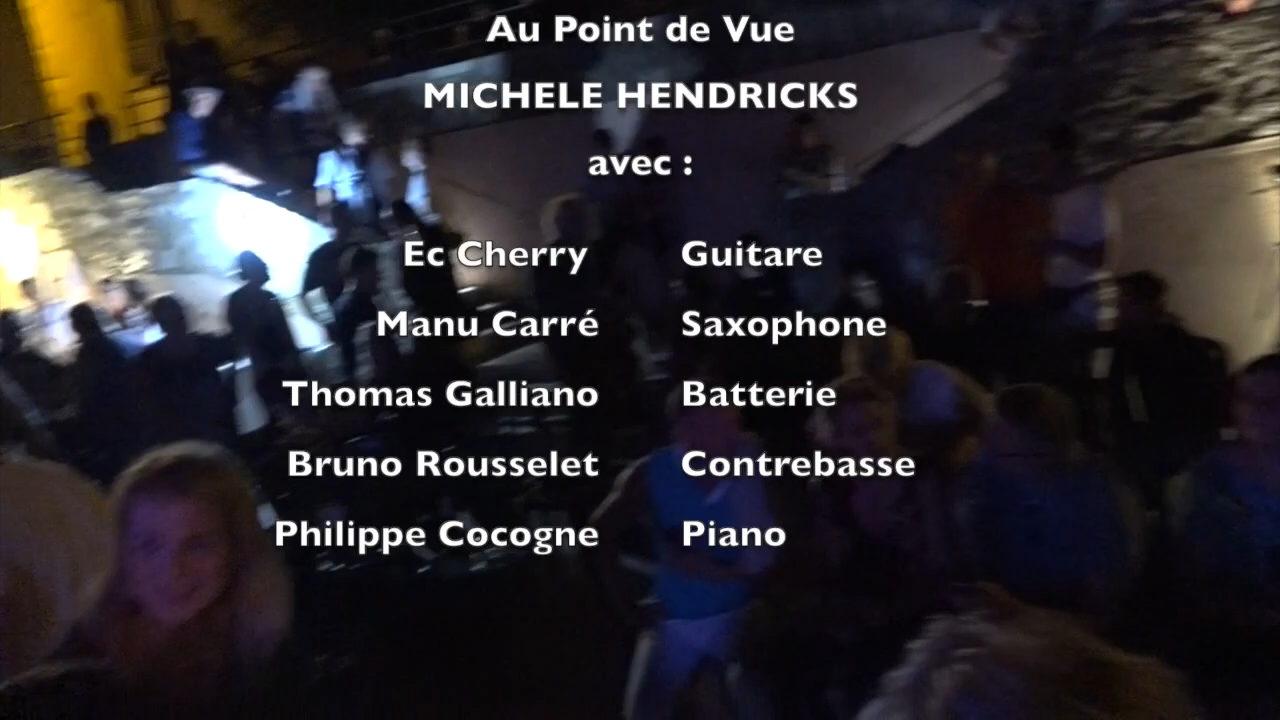 Au Point de Vue
MICHELE HENDRICKS
avec :
Ec Cherry Guitare
Manu Carré Saxophone
Thomas Galliano Batterie
Bruno Rousselet Contrebasse
Philippe Cocogne Piano